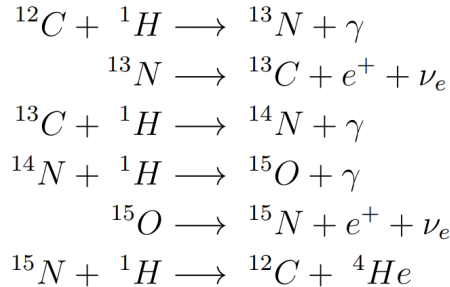 ¹²C + ¹H ⟶ ¹³N + γ
¹³N ⟶ ¹³C + e⁺ + νₑ
¹³C + ¹H ⟶ ¹⁴N + γ
¹⁴N + ¹H ⟶ ¹⁵O + γ
¹⁵O ⟶ ¹⁵N + e⁺ + νₑ
¹⁵N + ¹H ⟶ ¹²C + ⁴He